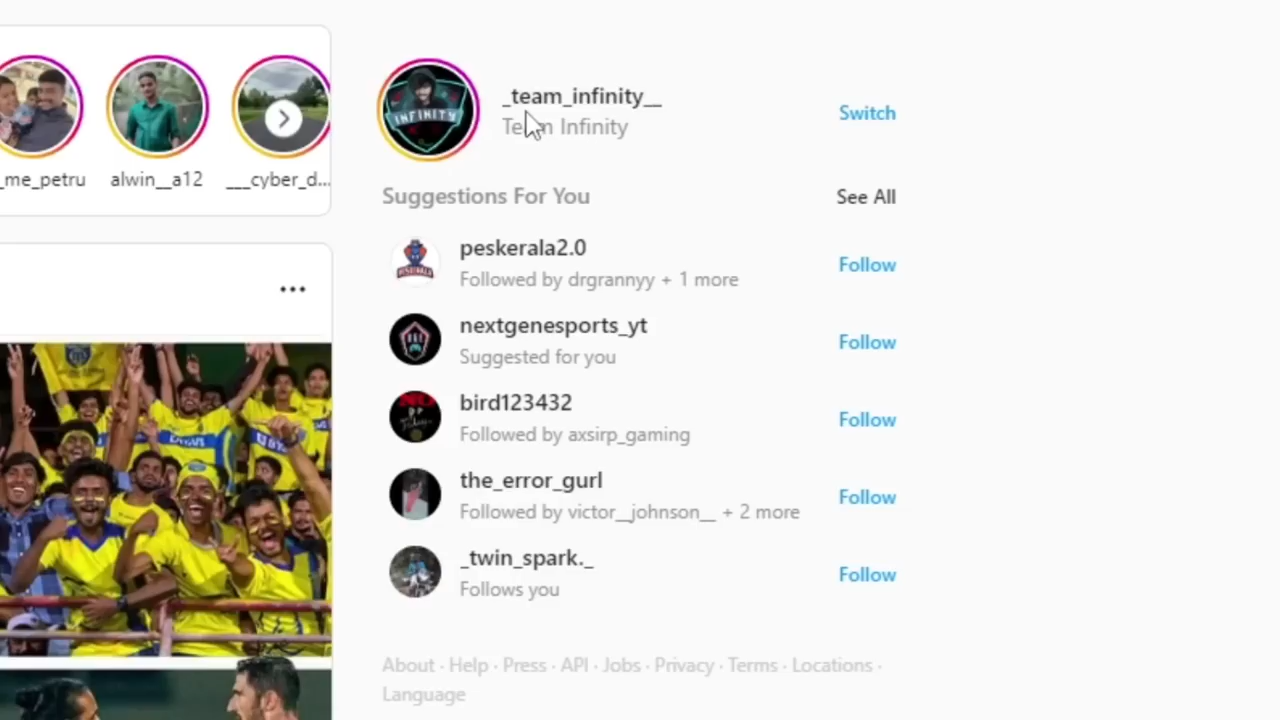 _me_petru
alwin__a12
___cyber_d...
INFINITY
_team_infinity__
Team Infinity
Switch
Suggestions For You
See All
peskerala2.0
Followed by drgrannyy + 1 more
Follow
nextgenesports_yt
Suggested for you
Follow
bird123432
Followed by axsirp_gaming
Follow
the_error_gurl
Followed by victor__johnson__ + 2 more
Follow
_twin_spark._
Follows you
Follow
About · Help · Press · API · Jobs · Privacy · Terms · Locations ·
Language